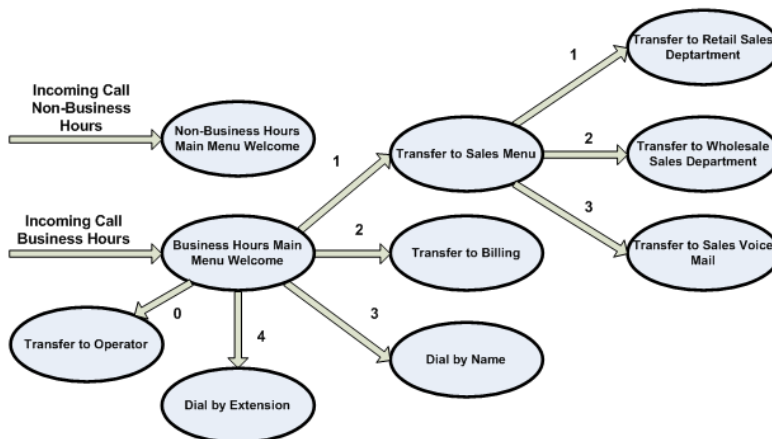 Incoming Call
Non-Business
Hours
Non-Business Hours
Main Menu Welcome
1
Transfer to Sales Menu
1
Transfer to Retail Sales
Deptartment
2
Transfer to Wholesale
Sales Department
3
Transfer to Sales Voice
Mail
Incoming Call
Business Hours
Business Hours Main
Menu Welcome
2
Transfer to Billing
0
Transfer to Operator
4
Dial by Extension
3
Dial by Name